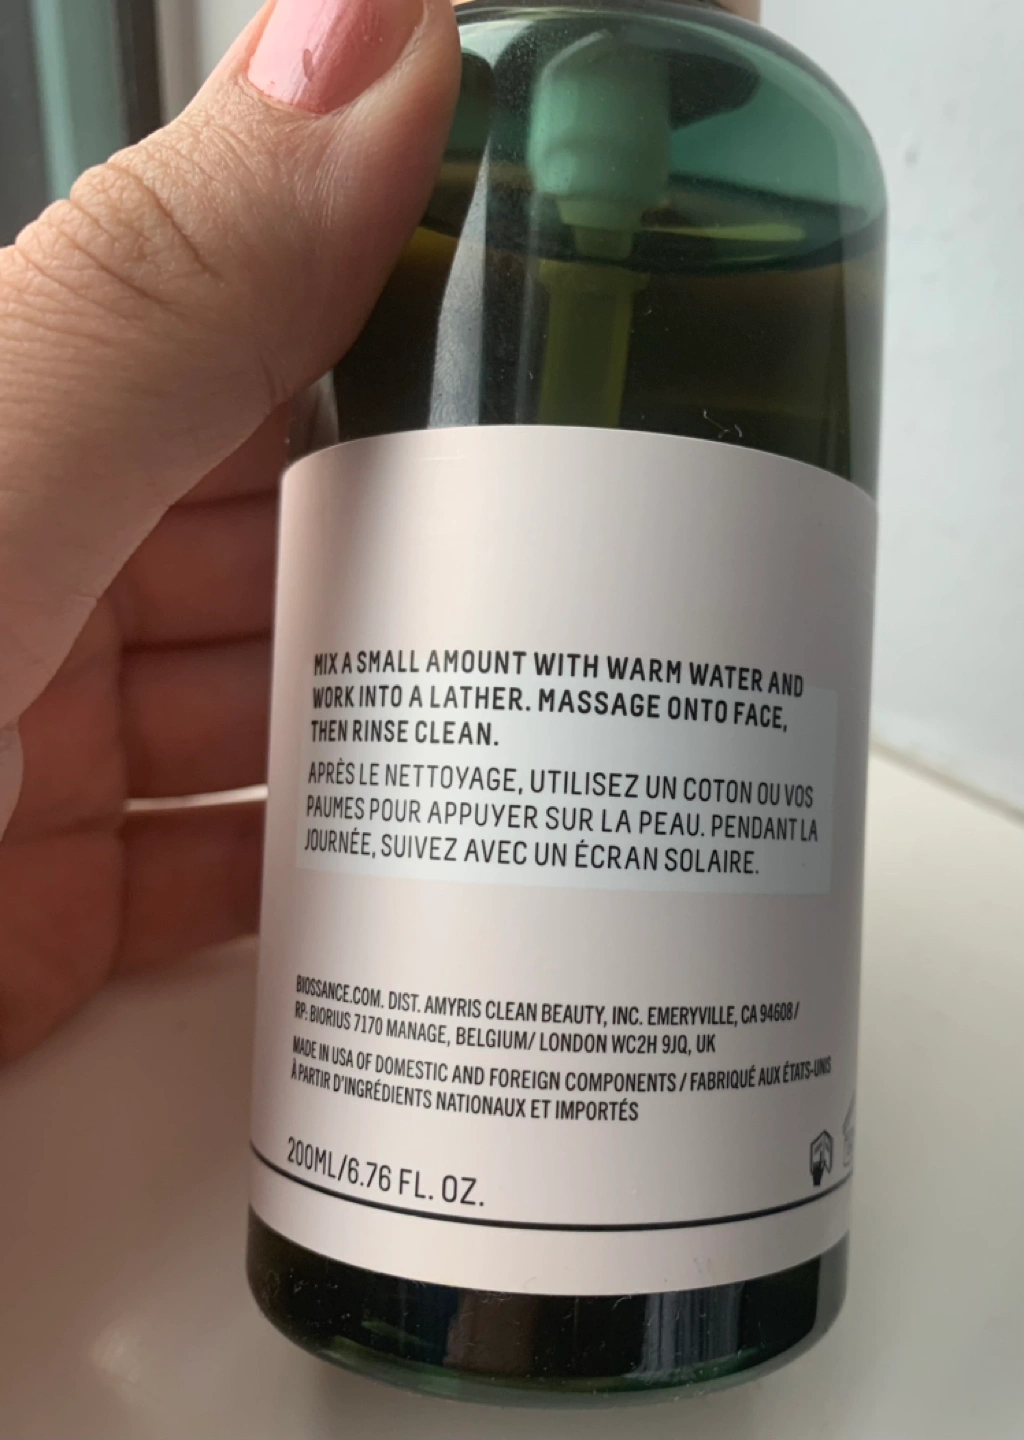 MIX A SMALL AMOUNT WITH WARM WATER AND
WORK INTO A LATHER. MASSAGE ONTO FACE,
THEN RINSE CLEAN.
APRÈS LE NETTOYAGE, UTILISEZ UN COTON OU VOS
PAUMES POUR APPUYER SUR LA PEAU. PENDANT LA
JOURNÉE, SUIVEZ AVEC UN ÉCRAN SOLAIRE.
BIOSSANCE.COM. DIST. AMYRIS CLEAN BEAUTY, INC. EMERYVILLE, CA 94608/
RP: BIORIUS 7170 MANAGE, BELGIUM/ LONDON WC2H 9JQ, UK
MADE IN USA OF DOMESTIC AND FOREIGN COMPONENTS / FABRIQUÉ AUX ÉTATS-UNIS
À PARTIR D'INGRÉDIENTS NATIONAUX ET IMPORTÉS
200ML/6.76 FL. OZ.